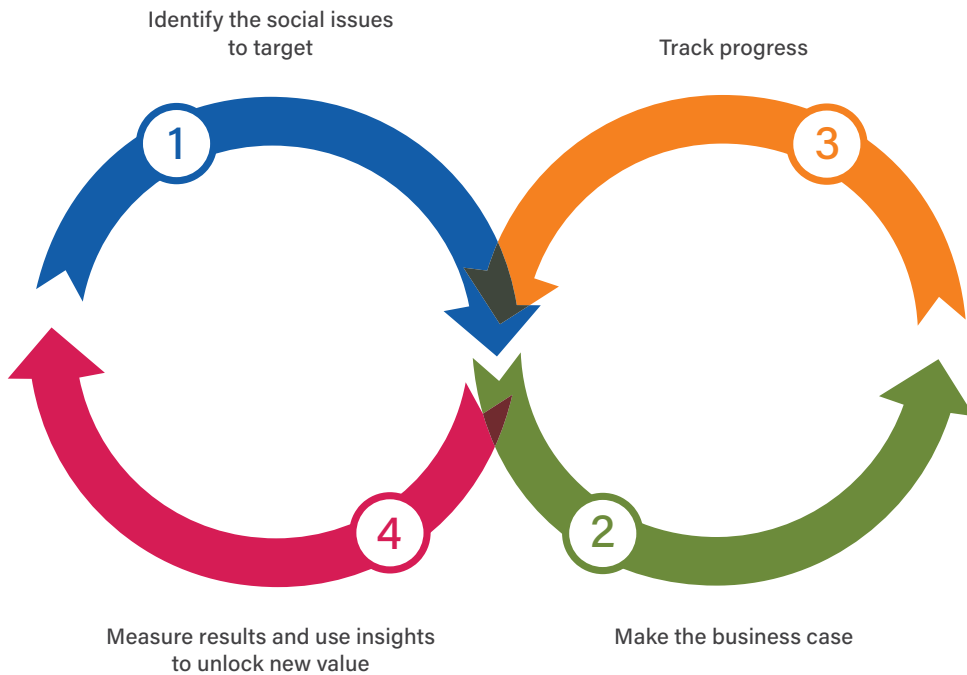 Identify the social issues
to target
1
Track progress
3
4
Measure results and use insights
to unlock new value
2
Make the business case